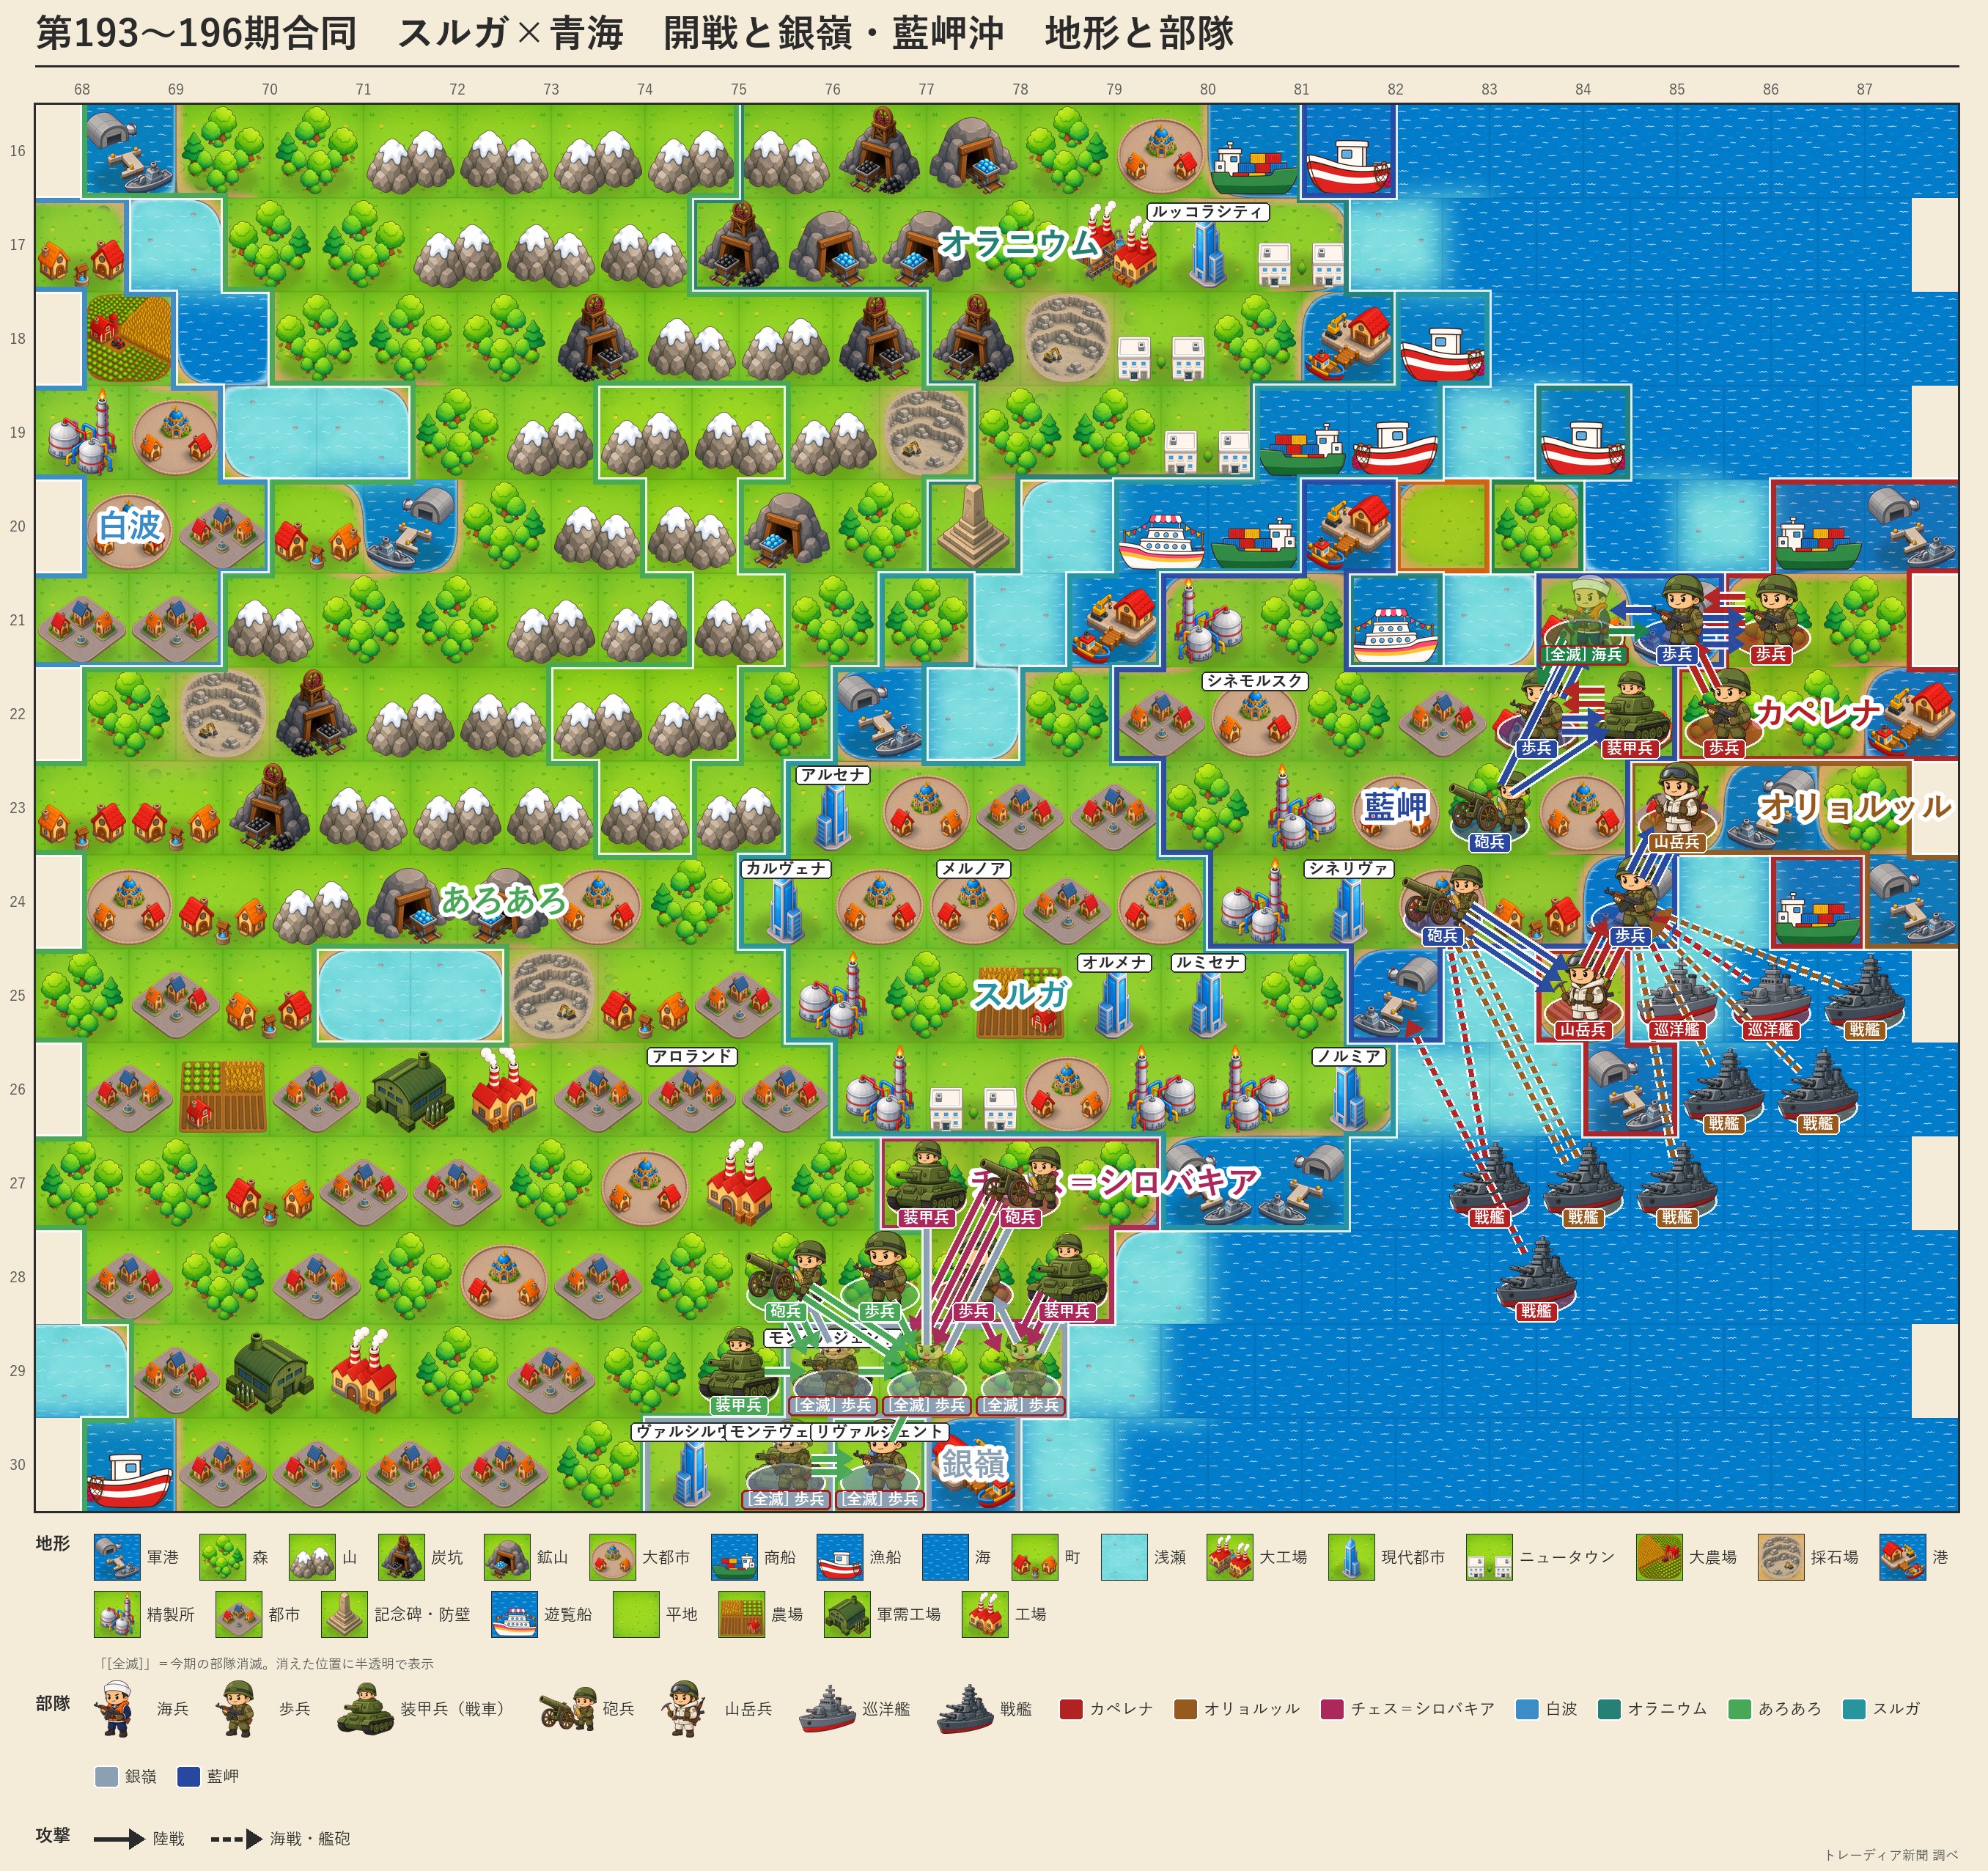 第193～196期合同　スルガ×青海　開戦と銀嶺・藍岬沖　地形と部隊
68 69 70 71 72 73 74 75 76 77 78 79 80 81 82 83 84 85 86 87
16
17
オラニウム
ルッコラシティ
18
19
20
白波
21
[全滅] 海兵
歩兵
歩兵
22
シネモルスク
歩兵
装甲兵
歩兵
カペレナ
23
アルセナ
藍岬
砲兵
山岳兵
オリョルッル
24
あろあろ
カルヴェナ
メルノア
シネリヴァ
砲兵
歩兵
25
スルガ
オルメナ
ルミセナ
山岳兵
巡洋艦
巡洋艦
戦艦
26
アロランド
ノルミア
戦艦
戦艦
27
装甲兵
砲兵
＝シロバキア
戦艦
戦艦
戦艦
28
砲兵
歩兵
歩兵
装甲兵
戦艦
29
装甲兵
[全滅] 歩兵
[全滅] 歩兵
[全滅] 歩兵
30
ヴァルシルヴ
モンテヴェ
リヴァルジェント
[全滅] 歩兵
[全滅] 歩兵
銀嶺
地形
軍港 森 山 炭坑 鉱山 大都市 商船 漁船 海 町 浅瀬 大工場 現代都市 ニュータウン 大農場 採石場 港
精製所 都市 記念碑・防壁 遊覧船 平地 農場 軍需工場 工場
「[全滅]」＝今期の部隊消滅。消えた位置に半透明で表示
部隊
海兵 歩兵 装甲兵（戦車） 砲兵 山岳兵 巡洋艦 戦艦 カペレナ オリョルッル チェス＝シロバキア 白波 オラニウム あろあろ スルガ
銀嶺 藍岬
攻撃 陸戦 海戦・艦砲
トレーディア新聞 調べ